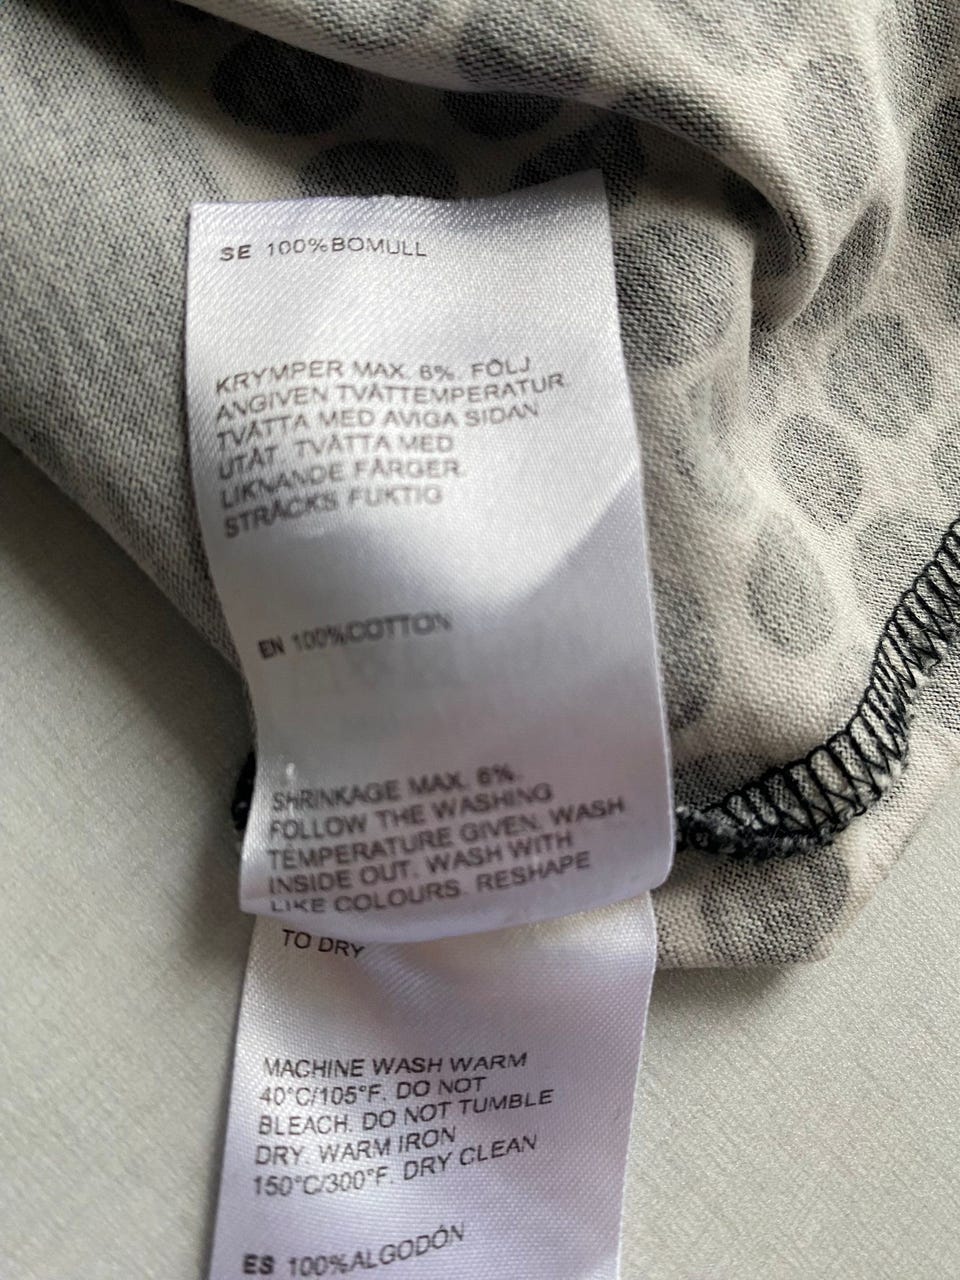 SE 100%BOMULL
KRYMPER MAX. 6%. FÖLJ
ANGIVEN TVÄTTEMPERATUR.
TVÄTTA MED AVIGA SIDAN
UTÅT. TVÄTTA MED
LIKNANDE FÄRGER.
STRÄCKS FUKTIG
EN 100%COTTON
SHRINKAGE MAX. 6%.
FOLLOW THE WASHING
TEMPERATURE GIVEN. WASH
INSIDE OUT. WASH WITH
LIKE COLOURS. RESHAPE
TO DRY
MACHINE WASH WARM
40°C/105°F. DO NOT
BLEACH. DO NOT TUMBLE
DRY. WARM IRON
150°C/300°F. DRY CLEAN
ES 100%ALGODÓN